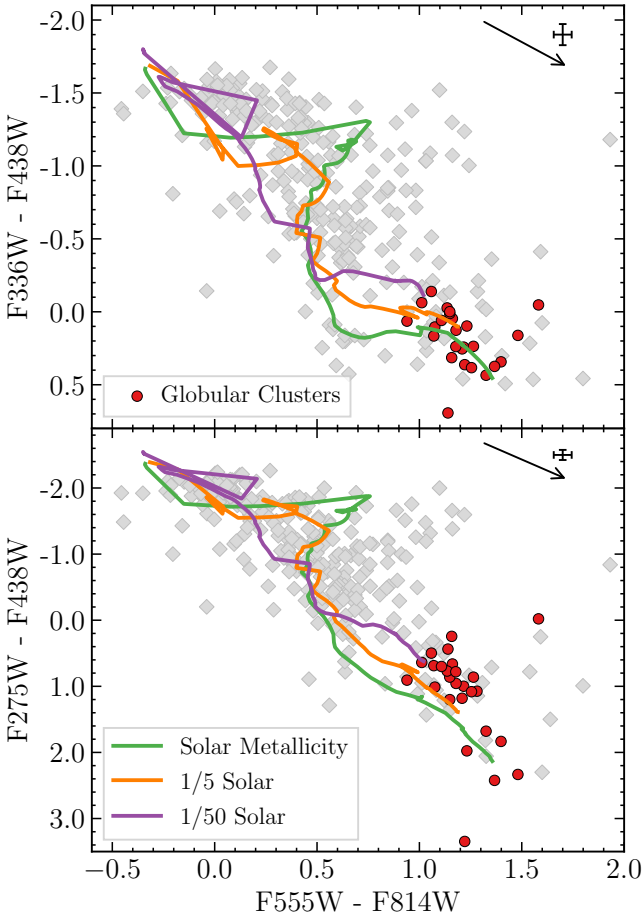 -2.0
-1.5
-1.0
-0.5
0.0
0.5
F336W - F438W
Globular Clusters
-2.0
-1.0
0.0
1.0
2.0
3.0
F275W - F438W
Solar Metallicity
1/5 Solar
1/50 Solar
−0.5 0.0 0.5 1.0 1.5 2.0
F555W - F814W